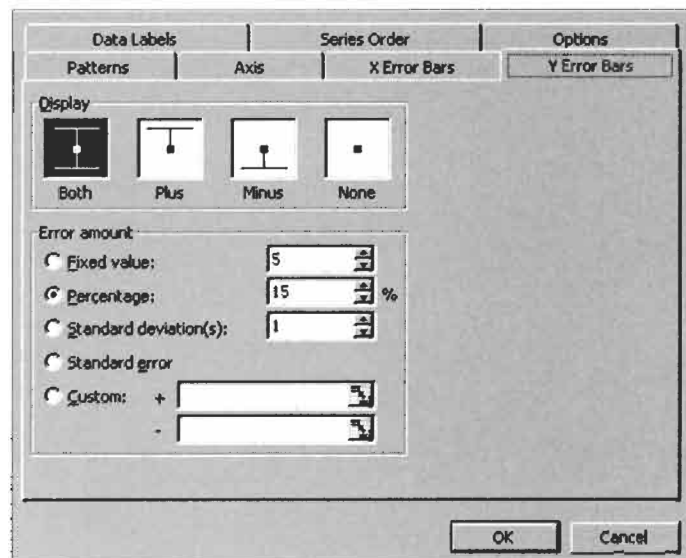 Data Labels Series Order Options
Patterns Axis X Error Bars Y Error Bars
Display
Both Plus Minus None
Error amount
Fixed value: 5
Percentage: 15 %
Standard deviation(s): 1
Standard error
Custom: +
-
OK Cancel